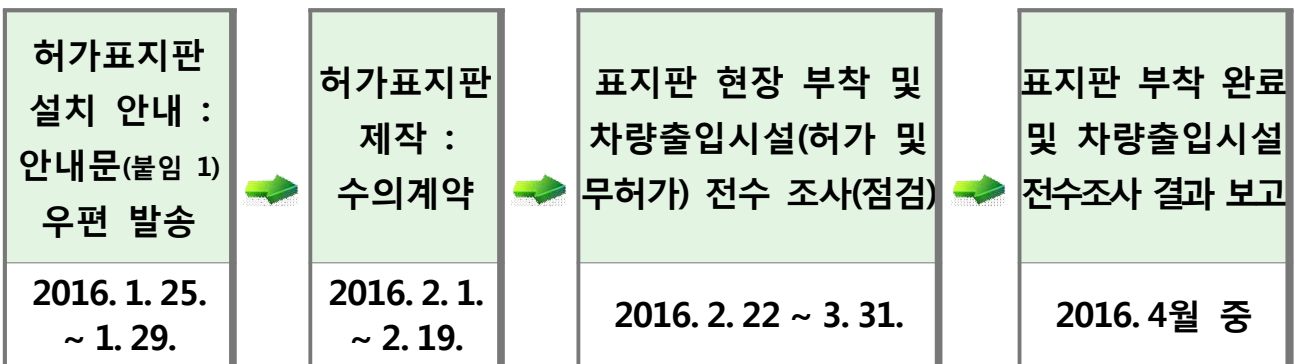 허가표지판
설치 안내 :
안내문(붙임 1)
우편 발송
2016. 1. 25.
~ 1. 29.
허가표지판
제작 :
수의계약
2016. 2. 1.
~ 2. 19.
표지판 현장 부착 및
차량출입시설(허가 및
무허가) 전수 조사(점검)
2016. 2. 22 ~ 3. 31.
표지판 부착 완료
및 차량출입시설
전수조사 결과 보고
2016. 4월 중